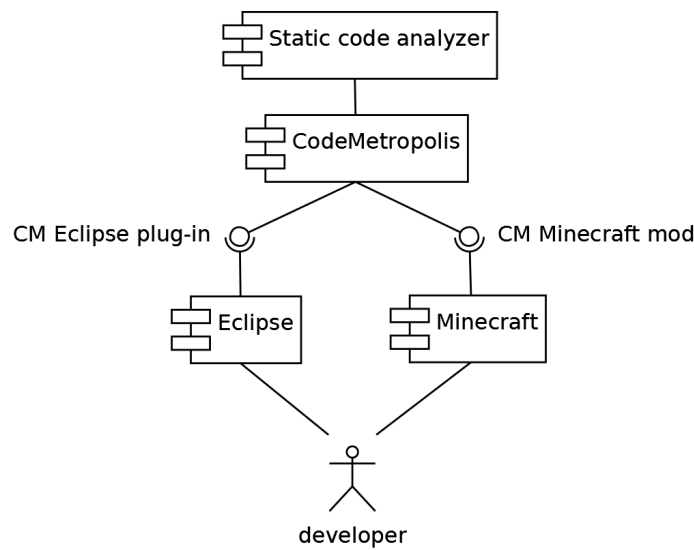 Static code analyzer
CodeMetropolis
CM Eclipse plug-in
CM Minecraft mod
Eclipse
Minecraft
developer